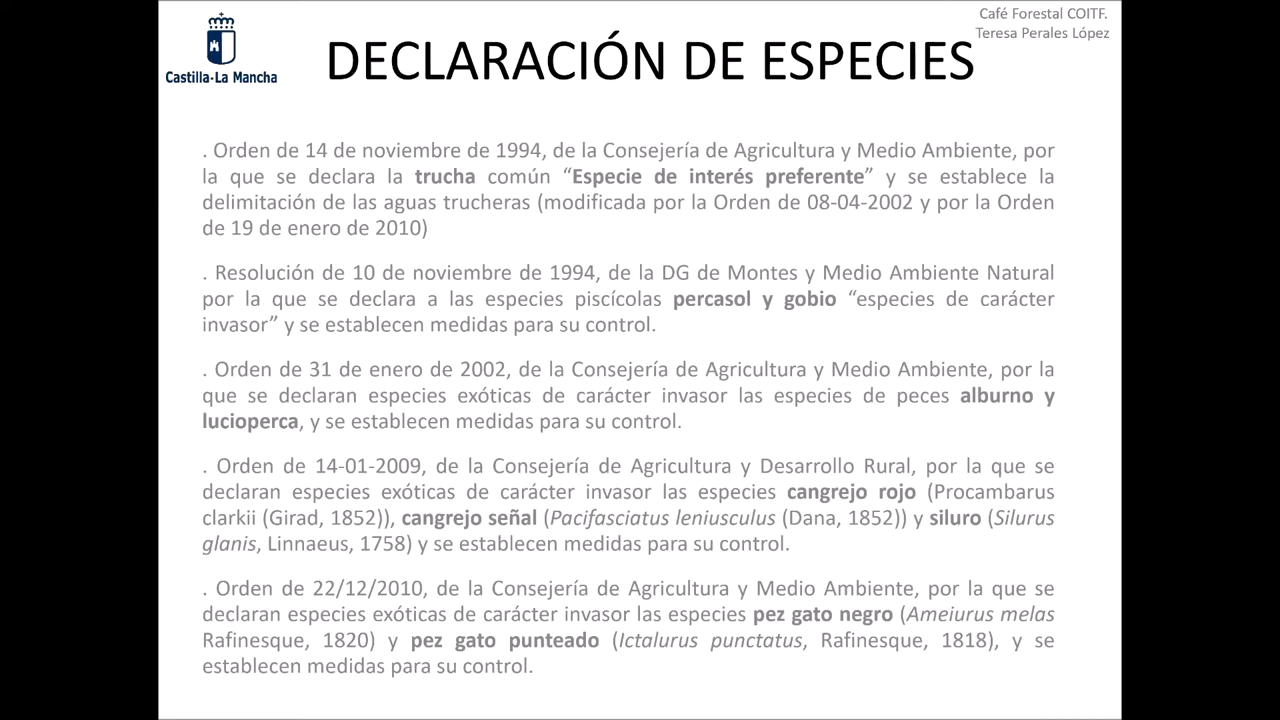 Café Forestal COITF.
Teresa Perales López
Castilla-La Mancha
DECLARACIÓN DE ESPECIES
. Orden de 14 de noviembre de 1994, de la Consejería de Agricultura y Medio Ambiente, por
la que se declara la trucha común “Especie de interés preferente” y se establece la
delimitación de las aguas trucheras (modificada por la Orden de 08-04-2002 y por la Orden
de 19 de enero de 2010)
. Resolución de 10 de noviembre de 1994, de la DG de Montes y Medio Ambiente Natural
por la que se declara a las especies piscícolas percasol y gobio “especies de carácter
invasor” y se establecen medidas para su control.
. Orden de 31 de enero de 2002, de la Consejería de Agricultura y Medio Ambiente, por la
que se declaran especies exóticas de carácter invasor las especies de peces alburno y
lucioperca, y se establecen medidas para su control.
. Orden de 14-01-2009, de la Consejería de Agricultura y Desarrollo Rural, por la que se
declaran especies exóticas de carácter invasor las especies cangrejo rojo (Procambarus
clarkii (Girad, 1852)), cangrejo señal (Pacifasciatus leniusculus (Dana, 1852)) y siluro (Silurus
glanis, Linnaeus, 1758) y se establecen medidas para su control.
. Orden de 22/12/2010, de la Consejería de Agricultura y Medio Ambiente, por la que se
declaran especies exóticas de carácter invasor las especies pez gato negro (Ameiurus melas
Rafinesque, 1820) y pez gato punteado (Ictalurus punctatus, Rafinesque, 1818), y se
establecen medidas para su control.